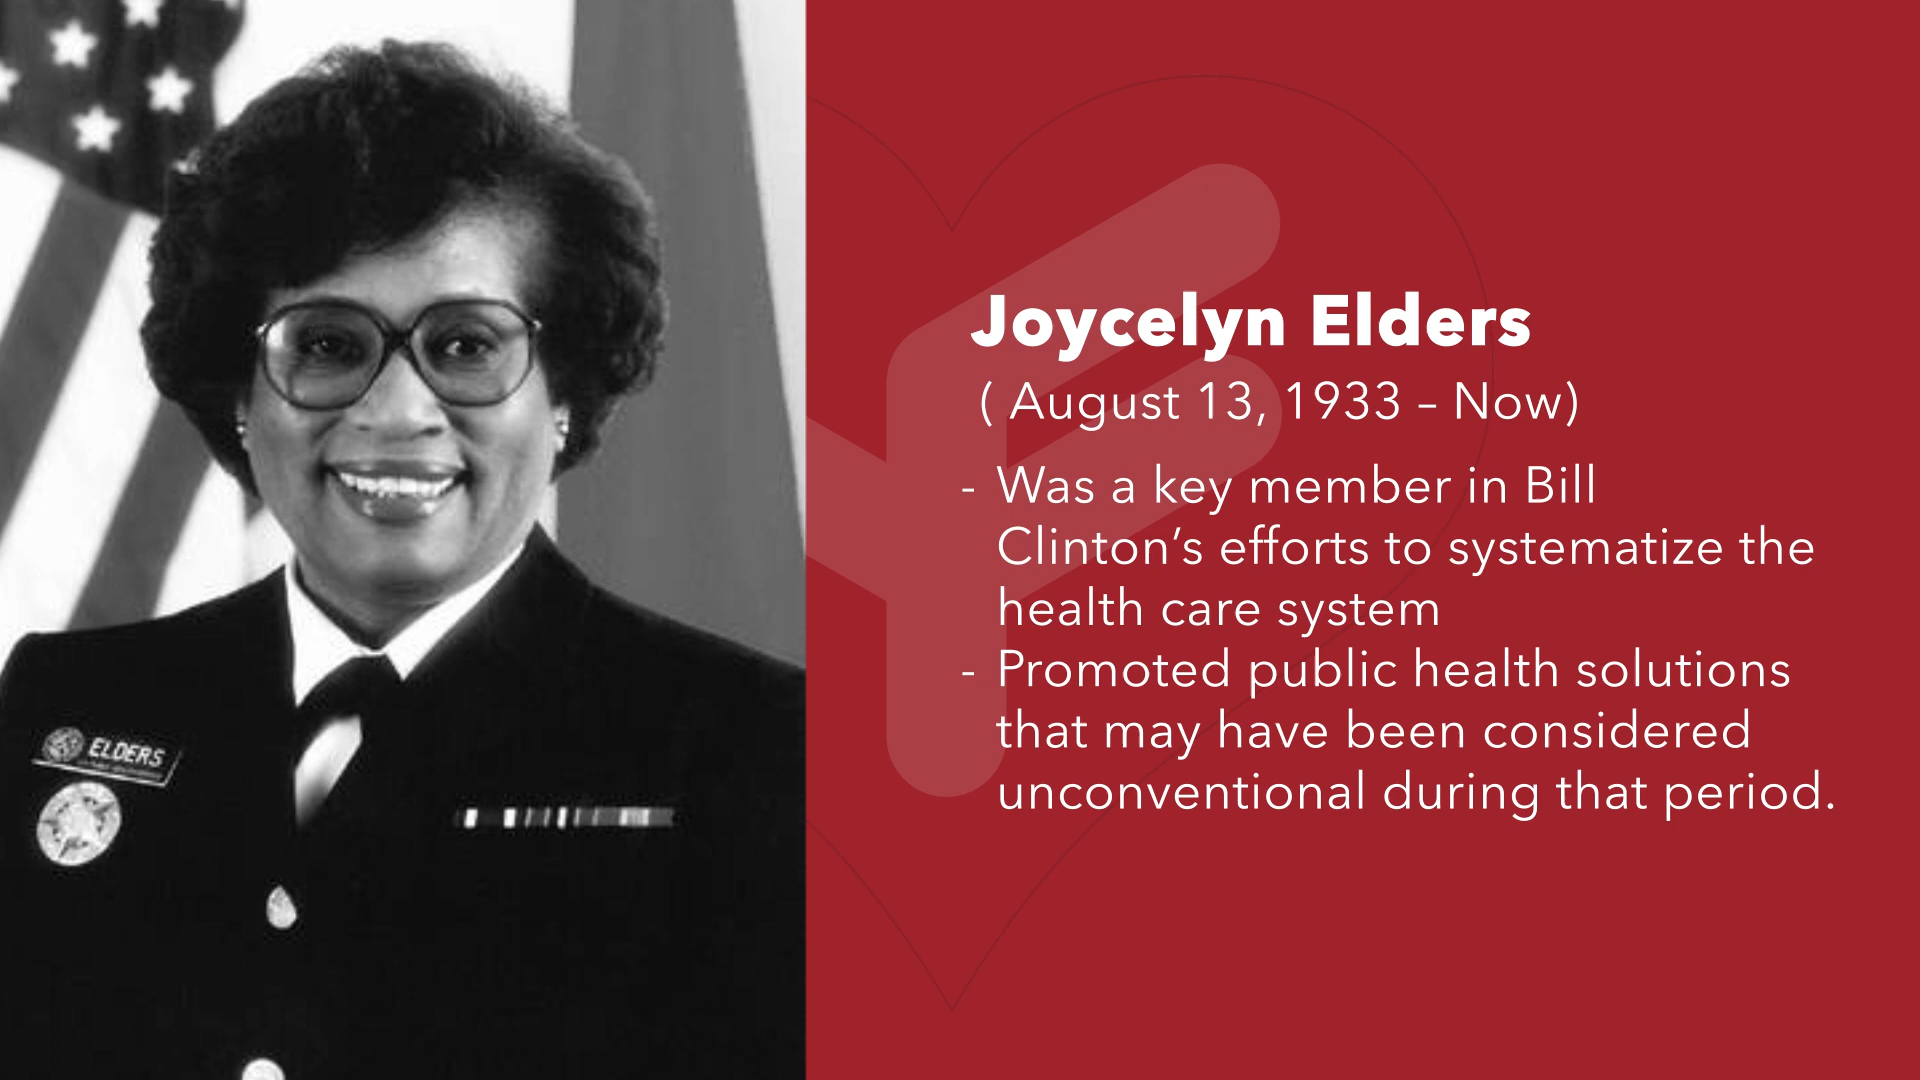 ELDERS
Joycelyn Elders
( August 13, 1933 – Now)
- Was a key member in Bill
Clinton’s efforts to systematize the
health care system
- Promoted public health solutions
that may have been considered
unconventional during that period.